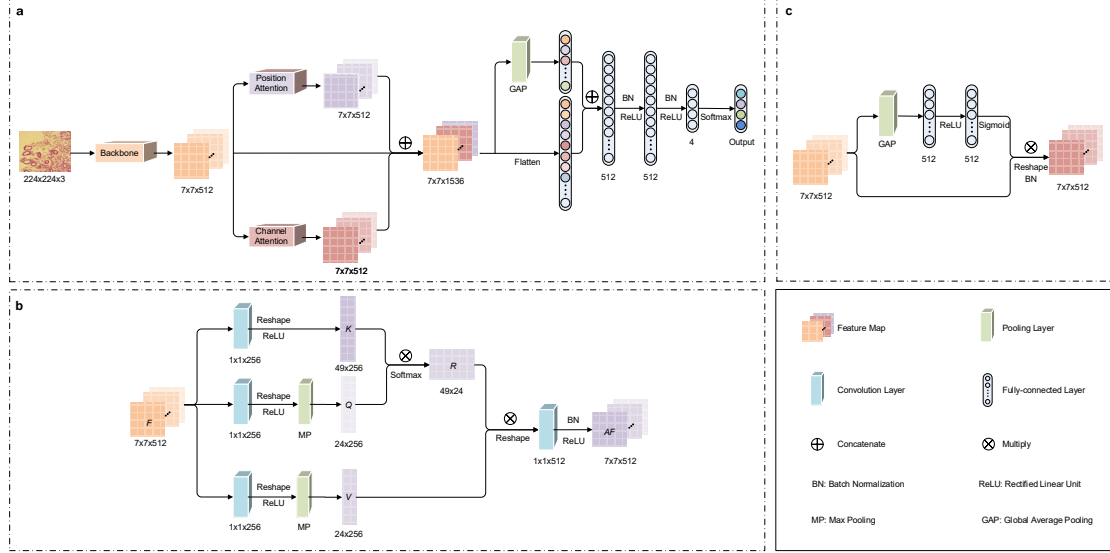 a
Position
Attention
7x7x512
GAP
BN
ReLU
BN
ReLU
Softmax
4
Output
Backbone
224x224x3
7x7x512
7x7x1536
Flatten
512
512
Channel
Attention
7x7x512
c
GAP
ReLU
Sigmoid
512
512
Reshape
BN
7x7x512
7x7x512
b
Reshape
ReLU
K
1x1x256
49x256
Softmax
R
49x24
Reshape
ReLU
Q
F
7x7x512
1x1x256
MP
24x256
Reshape
BN
ReLU
AF
1x1x512
7x7x512
Reshape
ReLU
V
1x1x256
MP
24x256
Feature Map
Pooling Layer
Convolution Layer
Fully-connected Layer
Concatenate
Multiply
BN: Batch Normalization
ReLU: Rectified Linear Unit
MP: Max Pooling
GAP: Global Average Pooling